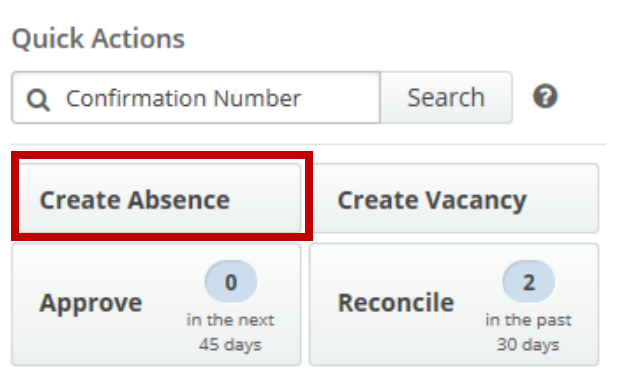 Quick Actions
Confirmation Number Search
Create Absence Create Vacancy
Approve 0 in the next 45 days
Reconcile 2 in the past 30 days